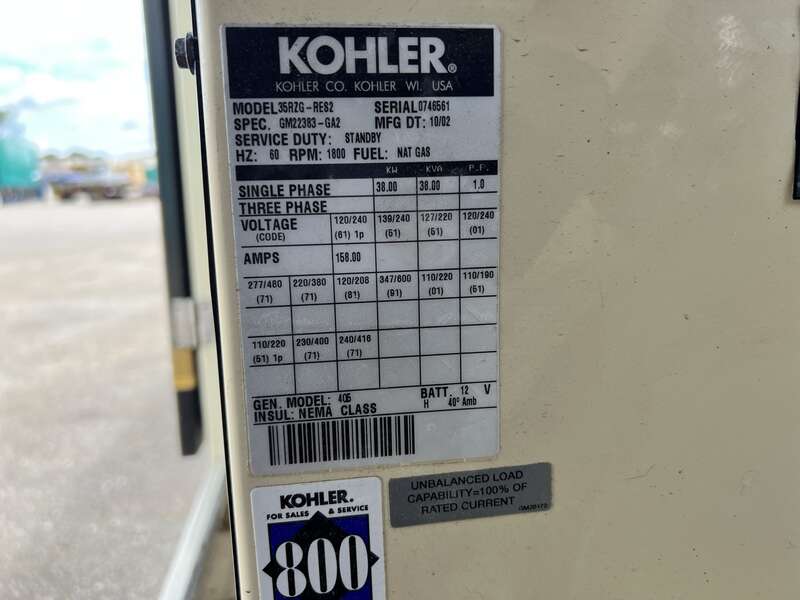 KOHLER®
KOHLER CO. KOHLER WI. USA
MODEL 35RZG-RES2 SERIAL 0746561
SPEC. GM22383-GA2 MFG DT: 10/02
SERVICE DUTY: STANDBY
HZ: 60 RPM: 1800 FUEL: NAT GAS
KW KVA P.F.
SINGLE PHASE 38.00 38.00 1.0
THREE PHASE
VOLTAGE 120/240 139/240 127/220 120/240
(CODE) (61) 1p (51) (51) (01)
AMPS 158.00
277/480 220/380 120/208 347/600 110/220 110/190
(71) (71) (81) (91) (01) (51)
110/220 230/400 240/416
(51) 1p (71) (71)
GEN. MODEL: 4O5 BATT. 12 V
INSUL: NEMA CLASS H 40° Amb
KOHLER.
FOR SALES & SERVICE
800
UNBALANCED LOAD
CAPABILITY=100% OF
RATED CURRENT